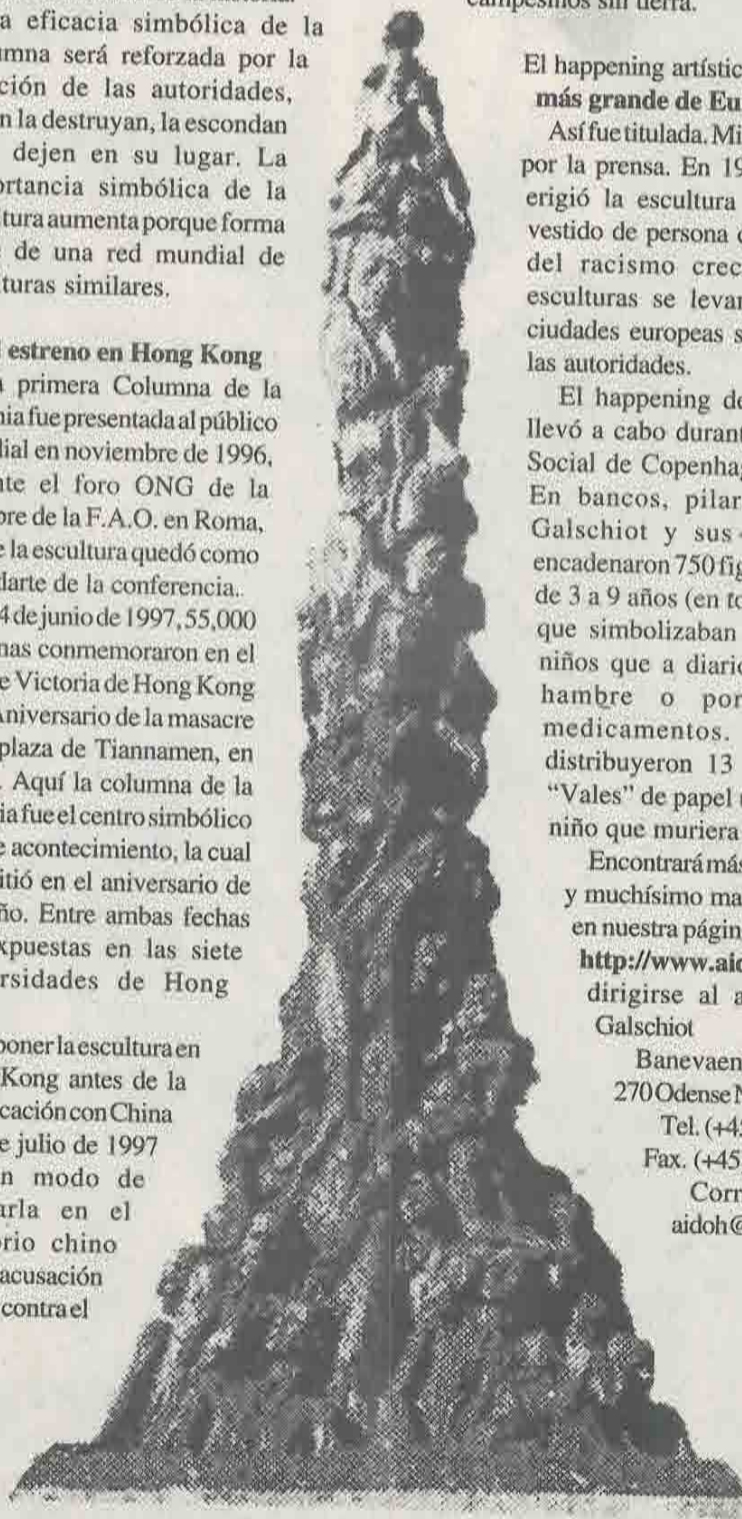 a eficacia simbólica de la
umna será reforzada por la
ción de las autoridades,
n la destruyan, la escondan
dejen en su lugar. La
ortancia simbólica de la
tura aumenta porque forma
de una red mundial de
turas similares.
estreno en Hong Kong
primera Columna de la
nia fue presentada al público
lial en noviembre de 1996,
nte el foro ONG de la
bre de la F.A.O. en Roma,
e la escultura quedó como
darte de la conferencia..
4 de junio de 1997, 55,000
nas conmemoraron en el
e Victoria de Hong Kong
Aniversario de la masacre
plaza de Tiannamen, en
. Aquí la columna de la
ia fue el centro simbólico
e acontecimiento, la cual
itió en el aniversario de
ño. Entre ambas fechas
xpuestas en las siete
rsidades de Hong
poner la escultura en
Kong antes de la
cación con China
e julio de 1997
n modo de
arla en el
orio chino
acusación
contra el
campesinos sin tierra.
El happening artístic
más grande de Eu
Así fue titulada. Mi
por la prensa. En 19
erigió la escultura
vestido de persona
del racismo crec
esculturas se levar
ciudades europeas s
las autoridades.
El happening de
llevó a cabo durant
Social de Copenhag
En bancos, pilar
Galschiot y sus
encadenaron 750 fig
de 3 a 9 años (en to
que simbolizaban
niños que a diario
hambre o por
medicamentos.
distribuyeron 13
“Vales” de papel
niño que muriera
Encontrará más
y muchísimo ma
en nuestra págin
http://www.aid
dirigirse al a
Galschiot
Banevaen
270 Odense N
Tel. (+45
Fax. (+45
Corr
aidoh@